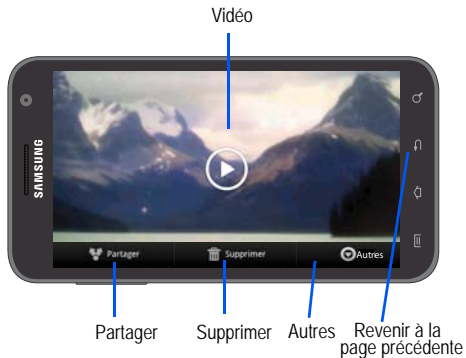 Vidéo
SAMSUNG
Partager
Supprimer
Autres
Partager
Supprimer
Autres
Revenir à la
page précédente